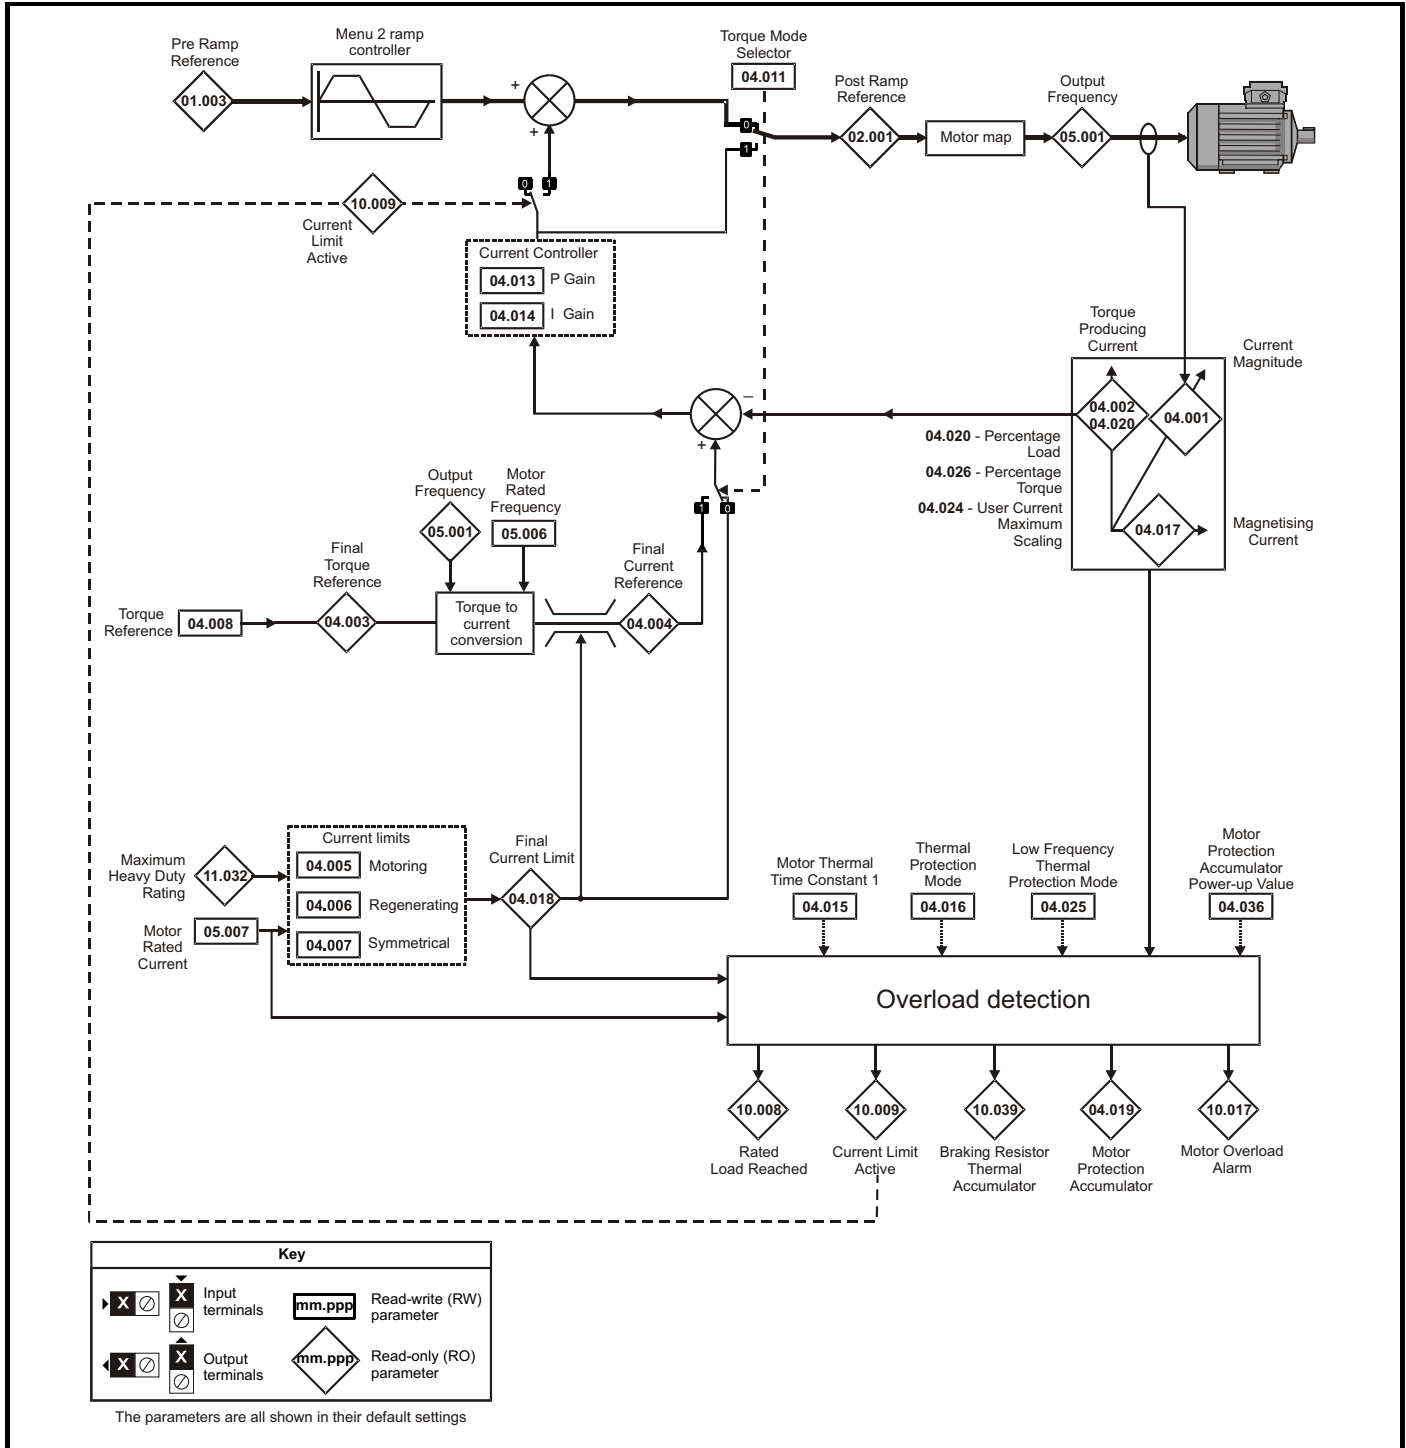 Pre Ramp
Reference
01.003
Menu 2 ramp
controller
+
+
Torque Mode
Selector
04.011
0
1
Post Ramp
Reference
02.001
Motor map
Output
Frequency
05.001
0
1
10.009
Current
Limit
Active
Current Controller
04.013
P Gain
04.014
I Gain
Torque
Producing
Current
Current
Magnitude
04.002
04.020
04.001
04.017
Magnetising
Current
–
+
04.020 - Percentage
Load
04.026 - Percentage
Torque
04.024 - User Current
Maximum
Scaling
1
0
Output
Frequency
05.001
Motor
Rated
Frequency
05.006
Final
Torque
Reference
Torque
Reference
04.008
04.003
Torque to
current
conversion
Final
Current
Reference
04.004
Maximum
Heavy Duty
Rating
11.032
Motor
Rated
Current
05.007
Current limits
04.005
Motoring
04.006
Regenerating
04.007
Symmetrical
Final
Current Limit
04.018
Motor Thermal
Time Constant 1
04.015
Thermal
Protection
Mode
04.016
Low Frequency
Thermal
Protection Mode
04.025
Motor
Protection
Accumulator
Power-up Value
04.036
Overload detection
10.008
Rated
Load Reached
10.009
Current Limit
Active
10.039
Braking Resistor
Thermal
Accumulator
04.019
Motor
Protection
Accumulator
10.017
Motor Overload
Alarm
Key
X
X
Input
terminals
mm.ppp
Read-write (RW)
parameter
X
X
Output
terminals
mm.ppp
Read-only (RO)
parameter
The parameters are all shown in their default settings